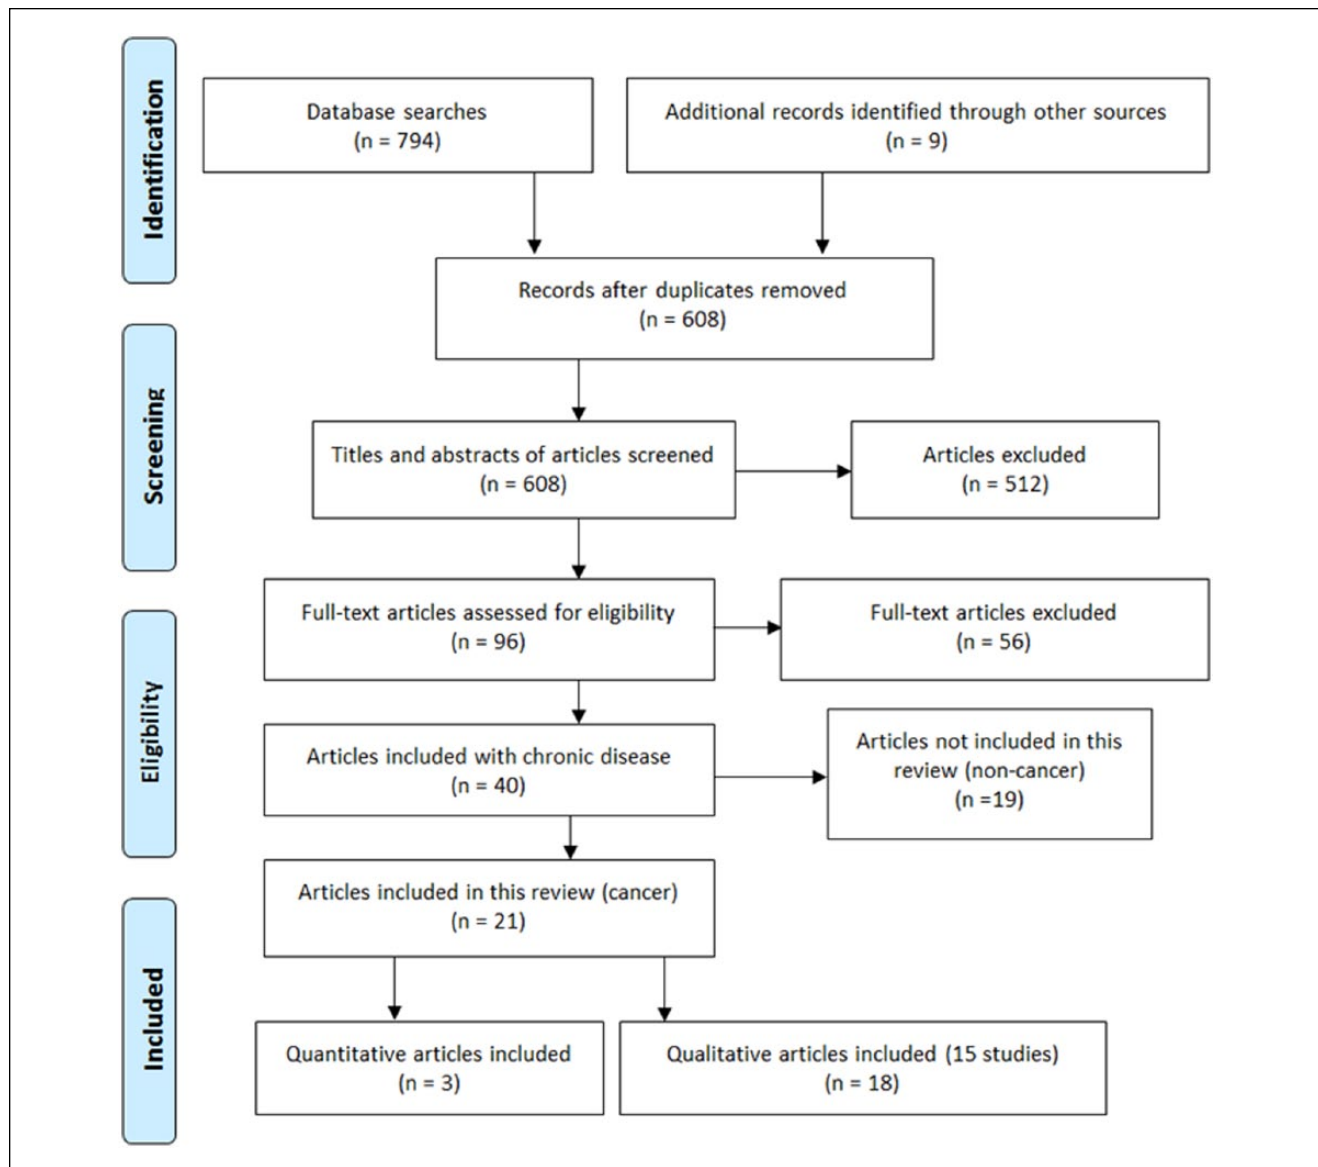 Identification
Database searches
(n = 794)
Additional records identified through other sources
(n = 9)
Records after duplicates removed
(n = 608)
Screening
Titles and abstracts of articles screened
(n = 608)
Articles excluded
(n = 512)
Full-text articles assessed for eligibility
(n = 96)
Full-text articles excluded
(n = 56)
Eligibility
Articles included with chronic disease
(n = 40)
Articles not included in this
review (non-cancer)
(n =19)
Articles included in this review (cancer)
(n = 21)
Included
Quantitative articles included
(n = 3)
Qualitative articles included (15 studies)
(n = 18)